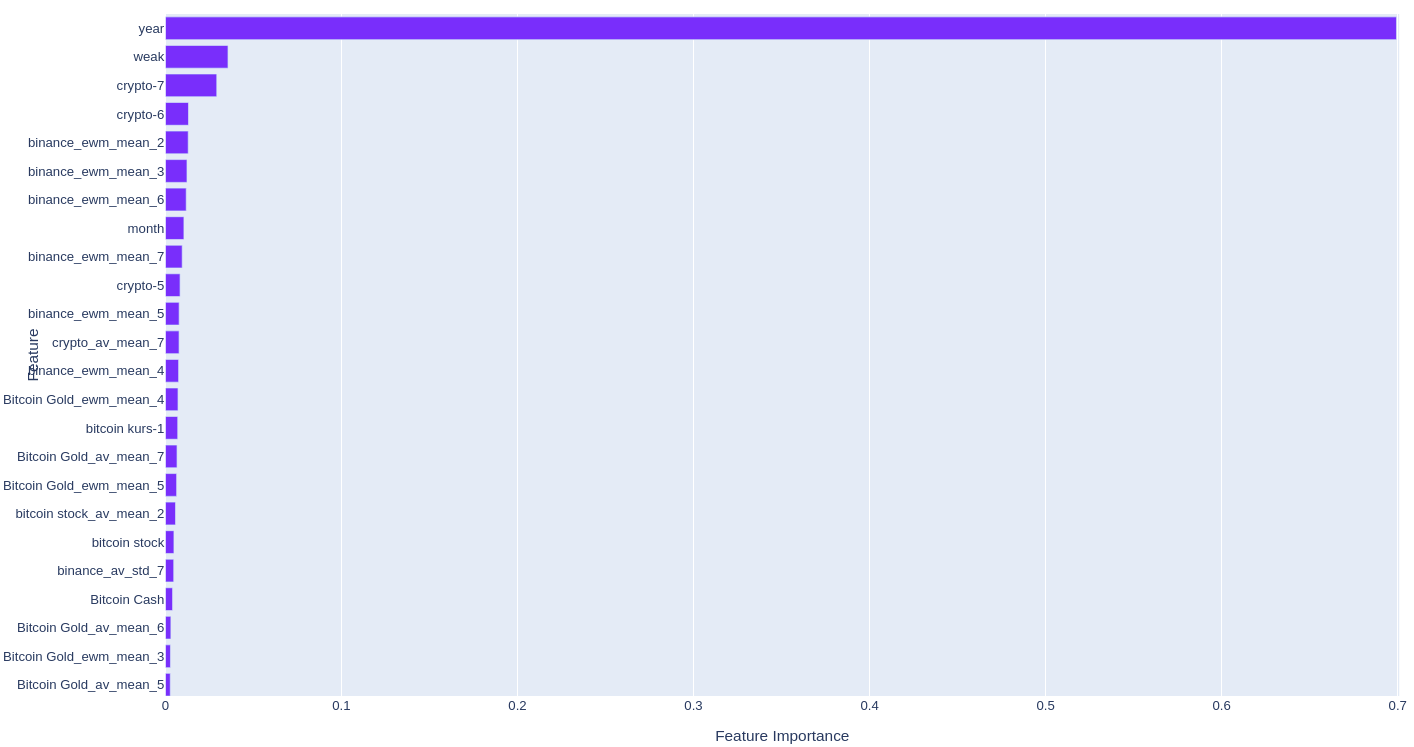 year
weak
crypto-7
crypto-6
binance_ewm_mean_2
binance_ewm_mean_3
binance_ewm_mean_6
month
binance_ewm_mean_7
crypto-5
binance_ewm_mean_5
crypto_av_mean_7
binance_ewm_mean_4
Bitcoin Gold_ewm_mean_4
bitcoin kurs-1
Bitcoin Gold_av_mean_7
Bitcoin Gold_ewm_mean_5
bitcoin stock_av_mean_2
bitcoin stock
binance_av_std_7
Bitcoin Cash
Bitcoin Gold_av_mean_6
Bitcoin Gold_ewm_mean_3
Bitcoin Gold_av_mean_5
Feature
0 0.1 0.2 0.3 0.4 0.5 0.6 0.7
Feature Importance